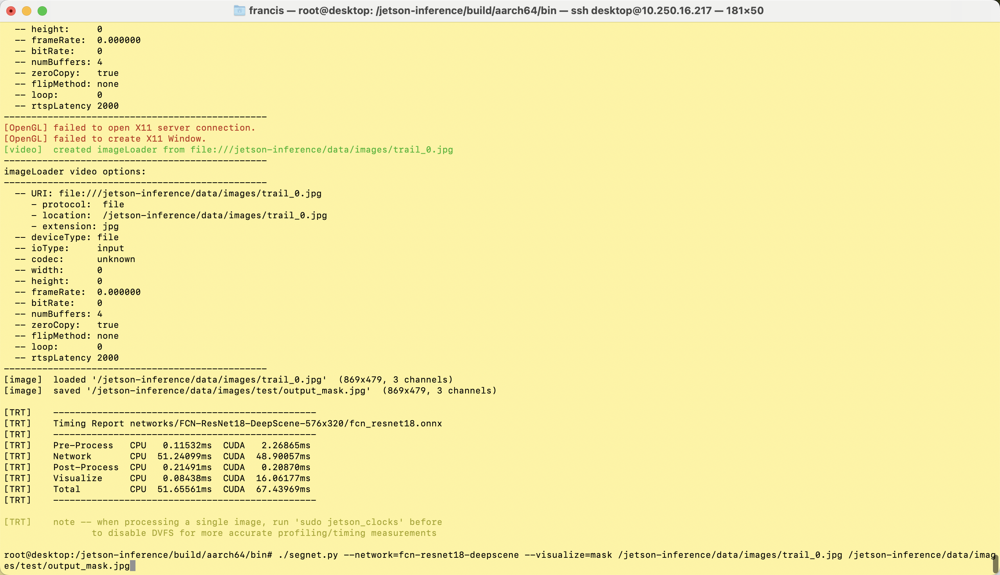 francis — root@desktop: /jetson-inference/build/aarch64/bin — ssh desktop@10.250.16.217 — 181×50
-- height:     0
-- frameRate:  0.000000
-- bitRate:    0
-- numBuffers: 4
-- zeroCopy:   true
-- flipMethod: none
-- loop:       0
-- rtspLatency 2000
------------------------------------------------
[OpenGL] failed to open X11 server connection.
[OpenGL] failed to create X11 Window.
[video]  created imageLoader from file:///jetson-inference/data/images/trail_0.jpg
------------------------------------------------
imageLoader video options:
------------------------------------------------
-- URI: file:///jetson-inference/data/images/trail_0.jpg
- protocol:  file
- location:  /jetson-inference/data/images/trail_0.jpg
- extension: jpg
-- deviceType: file
-- ioType:     input
-- codec:      unknown
-- width:      0
-- height:     0
-- frameRate:  0.000000
-- bitRate:    0
-- numBuffers: 4
-- zeroCopy:   true
-- flipMethod: none
-- loop:       0
-- rtspLatency 2000
------------------------------------------------
[image]  loaded '/jetson-inference/data/images/trail_0.jpg'  (869x479, 3 channels)
[image]  saved '/jetson-inference/data/images/test/output_mask.jpg'  (869x479, 3 channels)
[TRT]    ------------------------------------------------
[TRT]    Timing Report networks/FCN-ResNet18-DeepScene-576x320/fcn_resnet18.onnx
[TRT]    ------------------------------------------------
[TRT]    Pre-Process   CPU   0.11532ms  CUDA   2.26865ms
[TRT]    Network       CPU  51.24099ms  CUDA  48.90057ms
[TRT]    Post-Process  CPU   0.21491ms  CUDA   0.20870ms
[TRT]    Visualize     CPU   0.08438ms  CUDA  16.06177ms
[TRT]    Total         CPU  51.65561ms  CUDA  67.43969ms
[TRT]    ------------------------------------------------
[TRT]    note -- when processing a single image, run 'sudo jetson_clocks' before
to disable DVFS for more accurate profiling/timing measurements
root@desktop:/jetson-inference/build/aarch64/bin# ./segnet.py --network=fcn-resnet18-deepscene --visualize=mask /jetson-inference/data/images/trail_0.jpg /jetson-inference/data/imag
es/test/output_mask.jpg